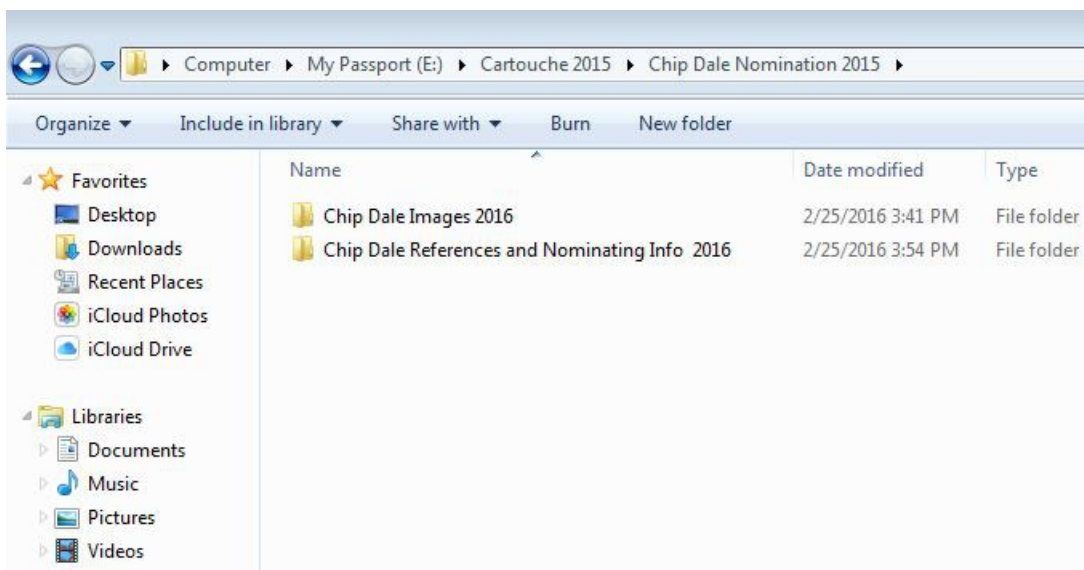 Computer My Passport (E:) Cartouche 2015 Chip Dale Nomination 2015
Organize Include in library Share with Burn New folder
Favorites
Desktop
Downloads
Recent Places
iCloud Photos
iCloud Drive
Libraries
Documents
Music
Pictures
Videos
Name Date modified Type
Chip Dale Images 2016 2/25/2016 3:41 PM File folder
Chip Dale References and Nominating Info 2016 2/25/2016 3:54 PM File folder